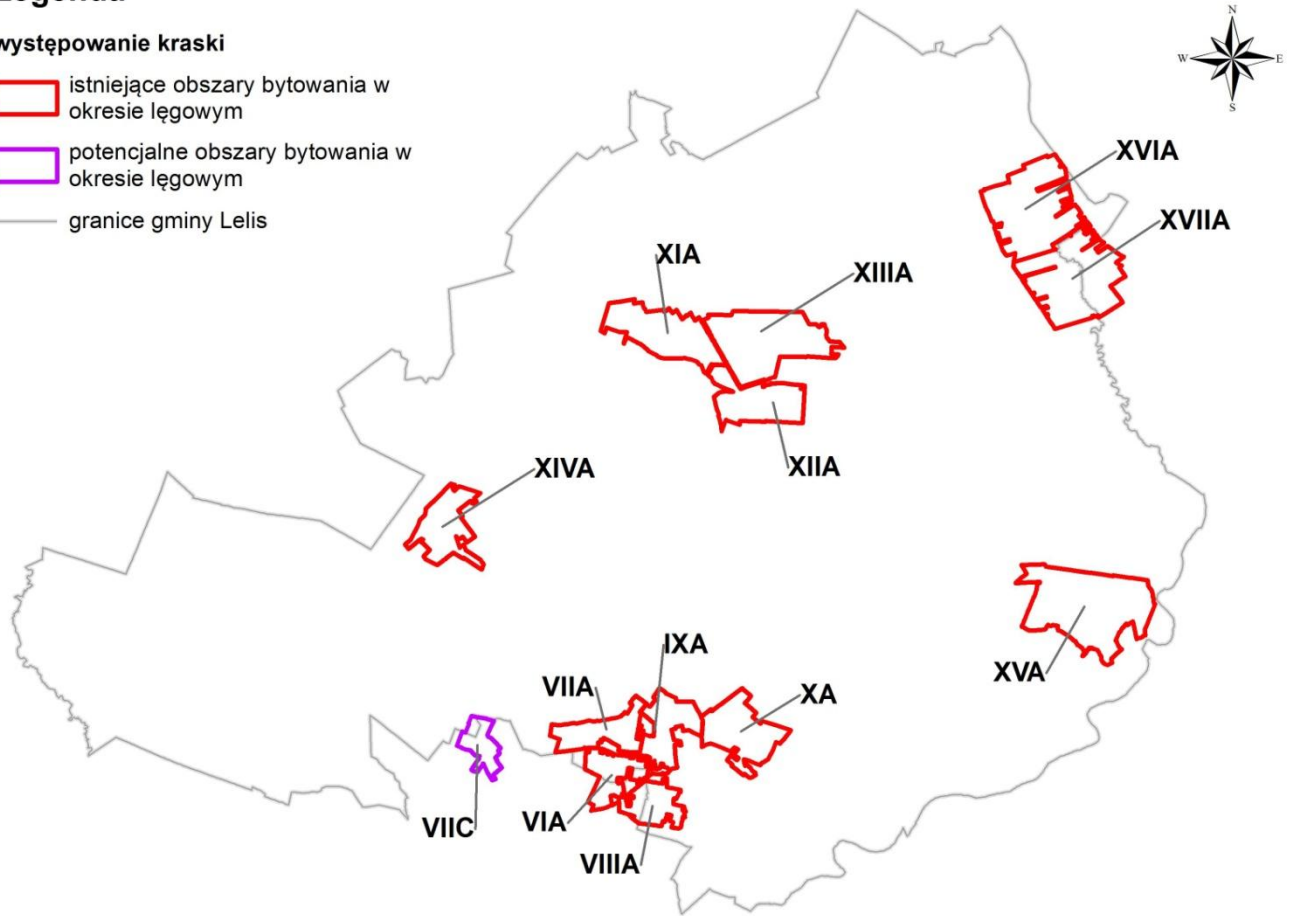 występowanie kraski
istniejące obszary bytowania w
okresie lęgowym
potencjalne obszary bytowania w
okresie lęgowym
granice gminy Lelis
N
W
E
S
XVIA
XVIIA
XIA
XIIIA
XIIA
XIVA
IXA
VIIA
XA
XVA
VIIC
VIA
VIIIA